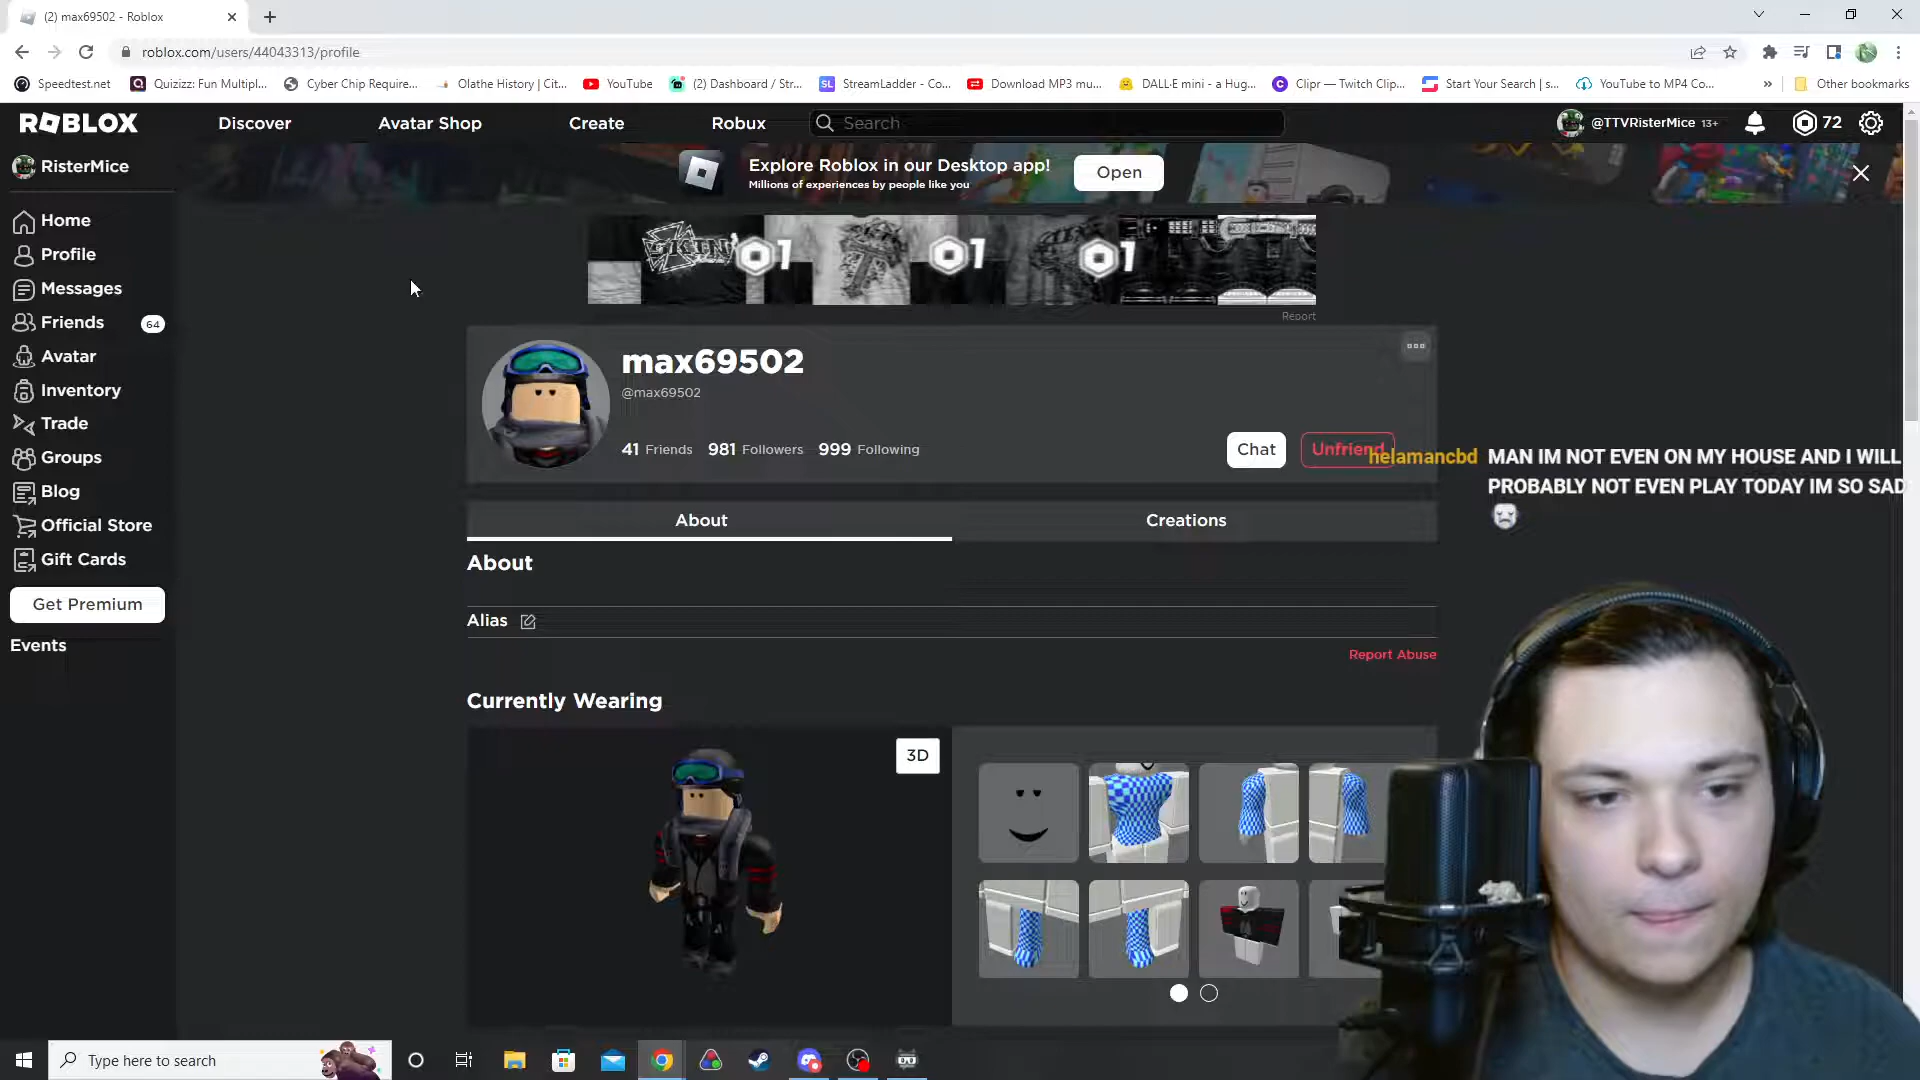 (2) max69502 - Roblox
roblox.com/users/44043313/profile
Speedtest.net
Quizizz: Fun Multipl...
Cyber Chip Require...
Olathe History | Cit...
YouTube
(2) Dashboard / Str...
SL
StreamLadder - Co...
Download MP3 mu...
DALL·E mini - a Hug...
Clipr — Twitch Clip...
Start Your Search | s...
YouTube to MP4 Co...
»
Other bookmarks
ROBLOX
Discover
Avatar Shop
Create
Robux
Search
@TTVRisterMice 13+
72
RisterMice
Explore Roblox in our Desktop app!
Millions of experiences by people like you
Open
Home
Profile
Messages
Friends
64
Avatar
Inventory
Trade
Groups
Blog
Official Store
Gift Cards
Get Premium
Events
1
1
1
Report
max69502
@max69502
41 Friends 981 Followers 999 Following
Chat
Unfriend
helamancbd MAN IM NOT EVEN ON MY HOUSE AND I WILL
PROBABLY NOT EVEN PLAY TODAY IM SO SAD
About
Creations
About
Alias
Report Abuse
Currently Wearing
3D
Type here to search